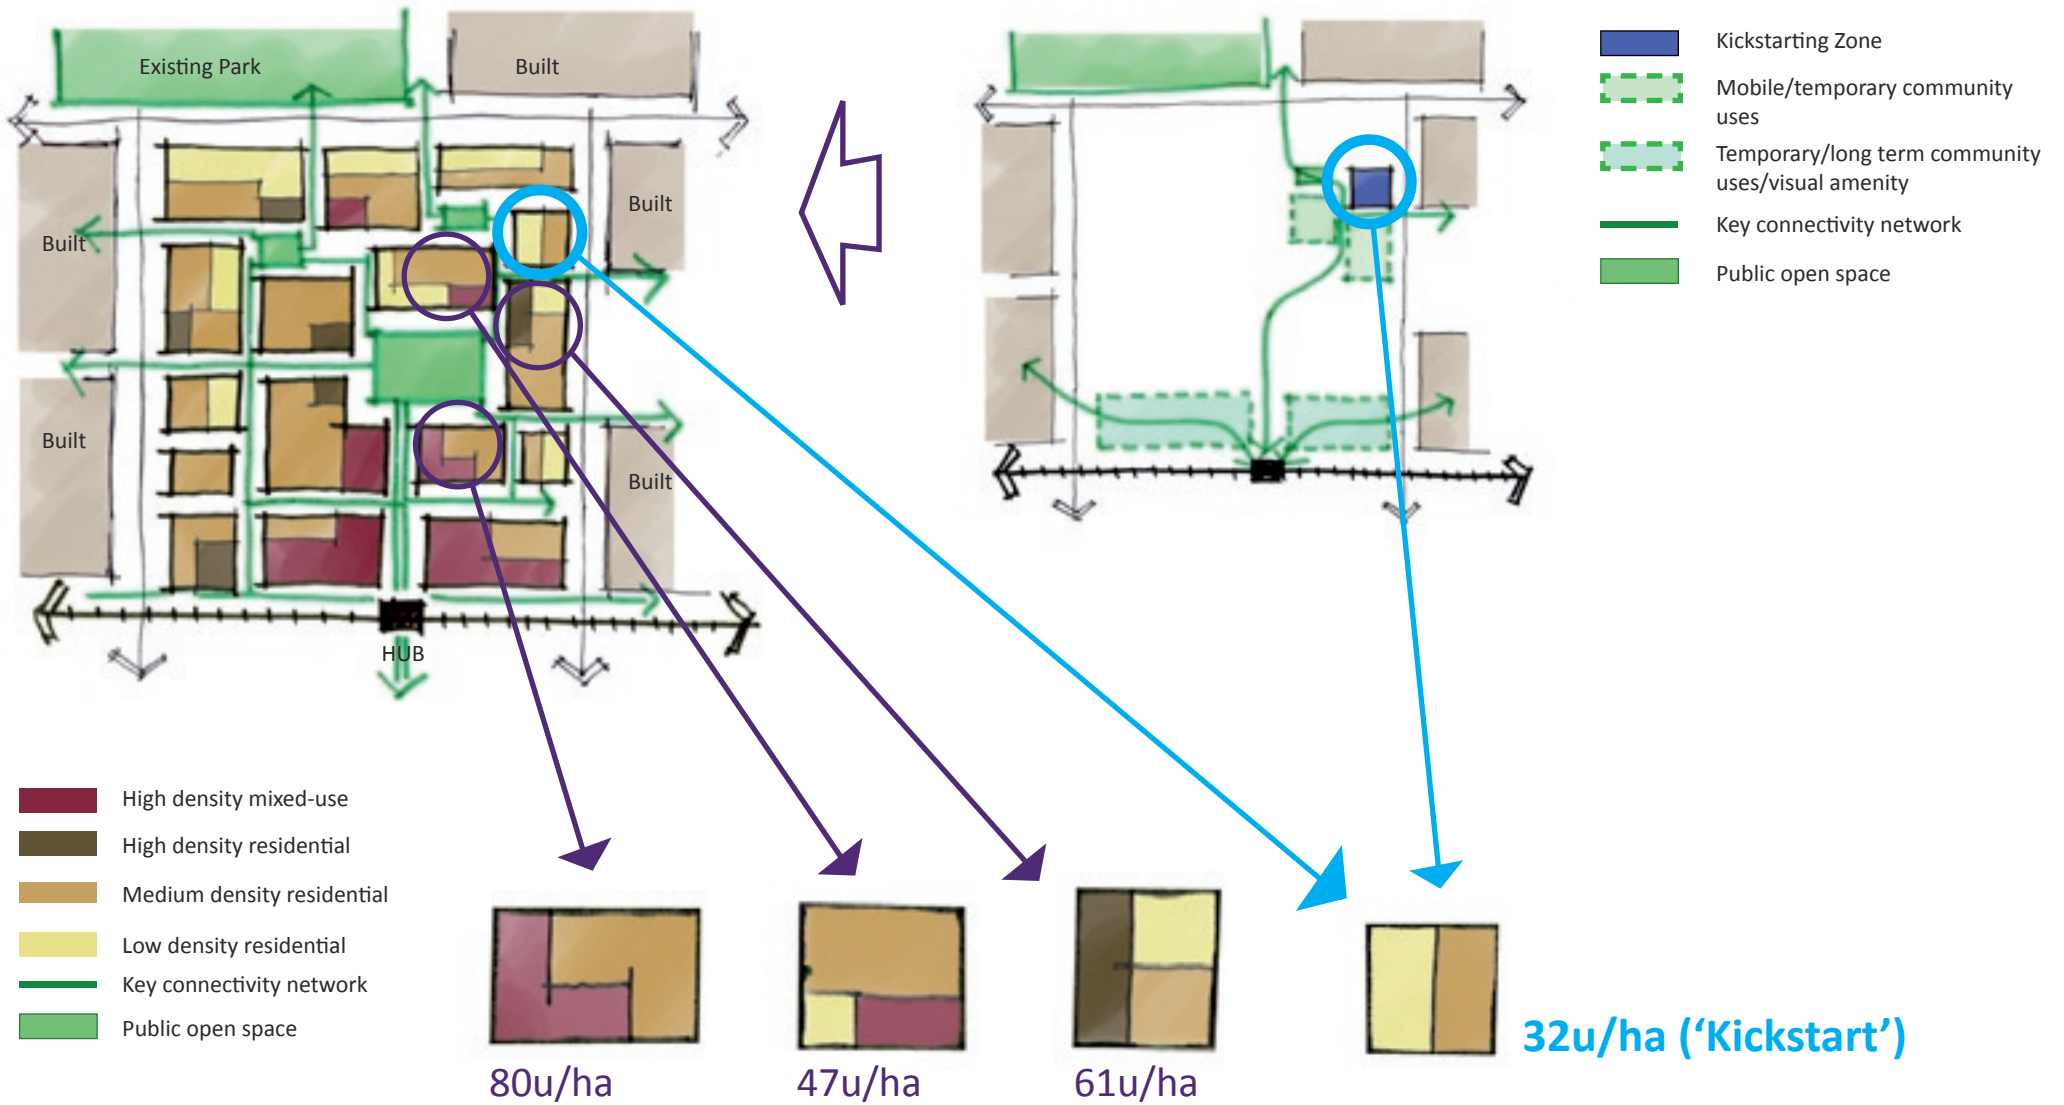 Existing Park
Built
Built
Built
Built
Built
HUB
Kickstarting Zone
Mobile/temporary community
uses
Temporary/long term community
uses/visual amenity
Key connectivity network
Public open space
High density mixed-use
High density residential
Medium density residential
Low density residential
Key connectivity network
Public open space
80u/ha
47u/ha
61u/ha
32u/ha (‘Kickstart’)